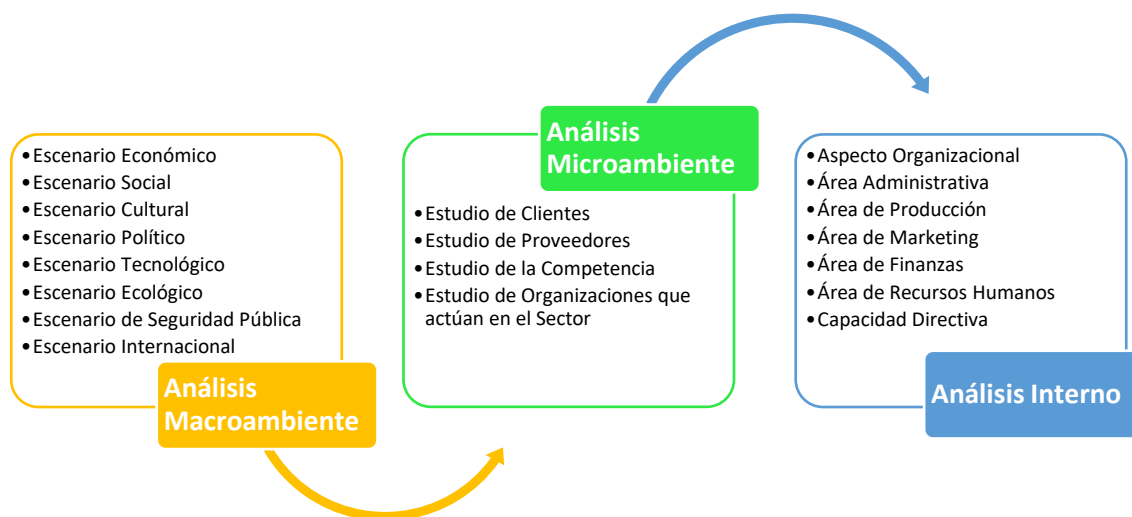 •Escenario Económico
•Escenario Social
•Escenario Cultural
•Escenario Político
•Escenario Tecnológico
•Escenario Ecológico
•Escenario de Seguridad Pública
•Escenario Internacional
Análisis
Macroambiente
Análisis
Microambiente
•Estudio de Clientes
•Estudio de Proveedores
•Estudio de la Competencia
•Estudio de Organizaciones que
actúan en el Sector
•Aspecto Organizacional
•Área Administrativa
•Área de Producción
•Área de Marketing
•Área de Finanzas
•Área de Recursos Humanos
•Capacidad Directiva
Análisis Interno